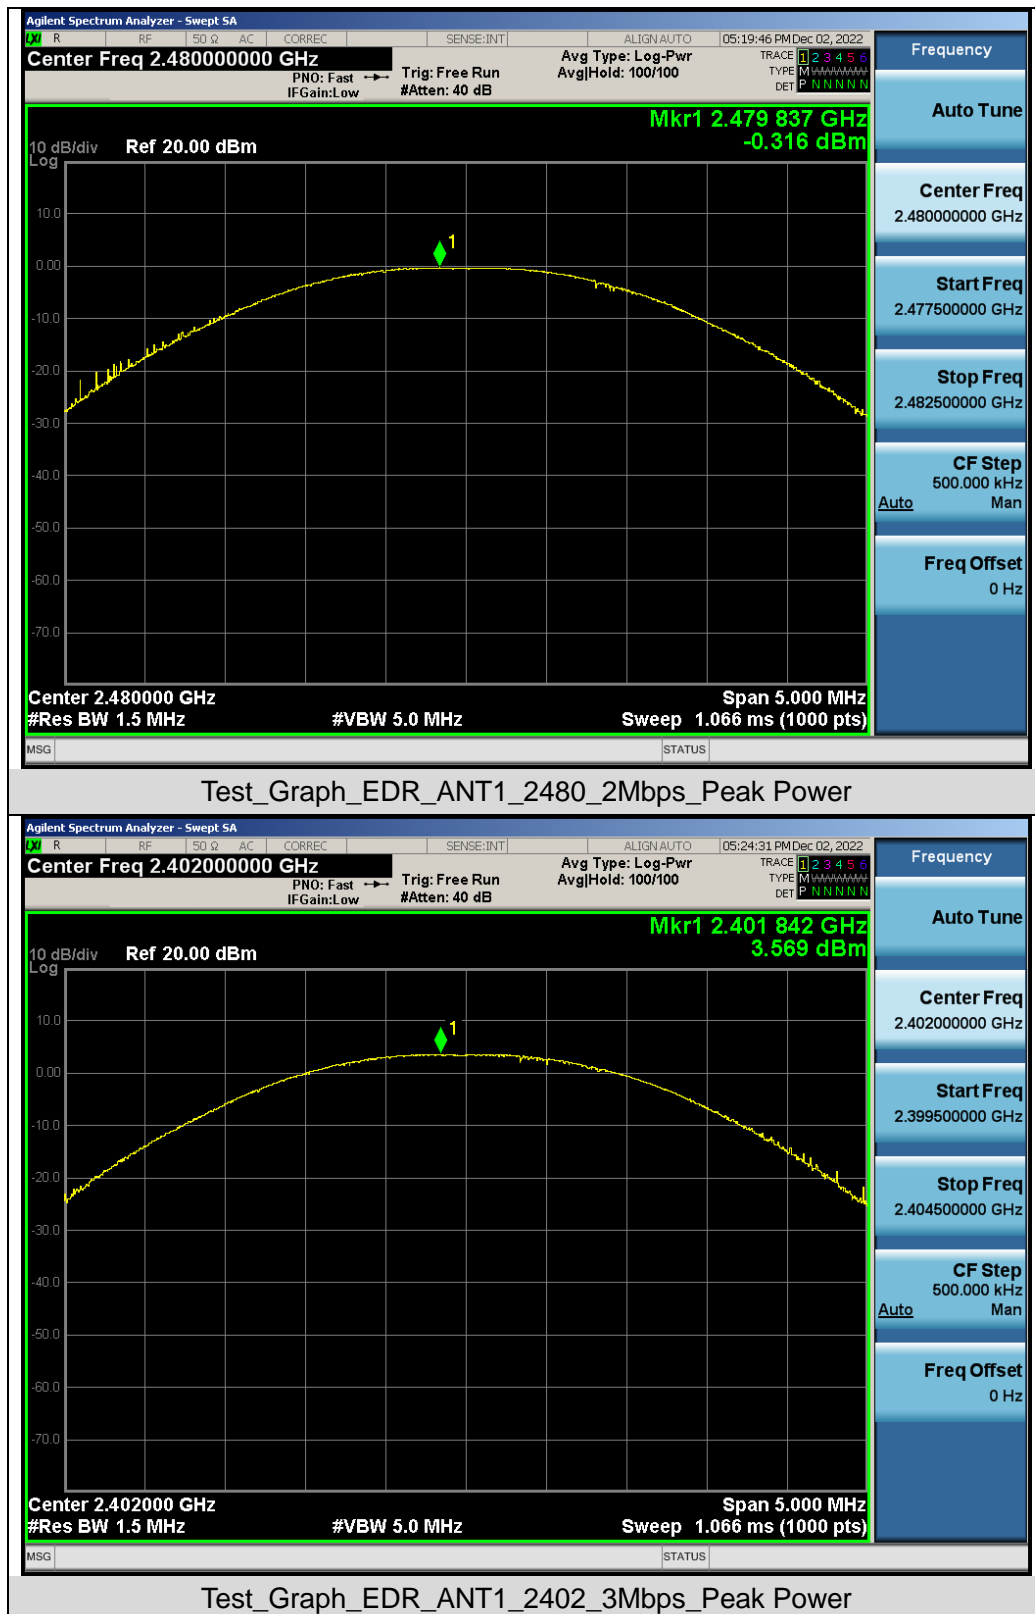 Agilent Spectrum Analyzer - Swept SA
LXI R RF 50 Ω AC CORREC SENSE:INT ALIGN AUTO 05:19:46 PM Dec 02, 2022
Center Freq 2.480000000 GHz
PNO: Fast
IFGain:Low
Trig: Free Run
#Atten: 40 dB
Avg Type: Log-Pwr
Avg|Hold: 100/100
TRACE 1 2 3 4 5 6
TYPE M
DET P N N N N N
Frequency
Mkr1 2.479 837 GHz
-0.316 dBm
10 dB/div Ref 20.00 dBm
Log
1
10.0
0.00
-10.0
-20.0
-30.0
-40.0
-50.0
-60.0
-70.0
Center 2.480000 GHz
Span 5.000 MHz
#Res BW 1.5 MHz
#VBW 5.0 MHz
Sweep 1.066 ms (1000 pts)
MSG
STATUS
Auto Tune
Center Freq
2.480000000 GHz
Start Freq
2.477500000 GHz
Stop Freq
2.482500000 GHz
CF Step
500.000 kHz
Auto Man
Freq Offset
0 Hz
Test_Graph_EDR_ANT1_2480_2Mbps_Peak Power
Agilent Spectrum Analyzer - Swept SA
LXI R RF 50 Ω AC CORREC SENSE:INT ALIGN AUTO 05:24:31 PM Dec 02, 2022
Center Freq 2.402000000 GHz
PNO: Fast
IFGain:Low
Trig: Free Run
#Atten: 40 dB
Avg Type: Log-Pwr
Avg|Hold: 100/100
TRACE 1 2 3 4 5 6
TYPE M
DET P N N N N N
Frequency
Mkr1 2.401 842 GHz
3.569 dBm
10 dB/div Ref 20.00 dBm
Log
1
10.0
0.00
-10.0
-20.0
-30.0
-40.0
-50.0
-60.0
-70.0
Center 2.402000 GHz
Span 5.000 MHz
#Res BW 1.5 MHz
#VBW 5.0 MHz
Sweep 1.066 ms (1000 pts)
MSG
STATUS
Auto Tune
Center Freq
2.402000000 GHz
Start Freq
2.399500000 GHz
Stop Freq
2.404500000 GHz
CF Step
500.000 kHz
Auto Man
Freq Offset
0 Hz
Test_Graph_EDR_ANT1_2402_3Mbps_Peak Power